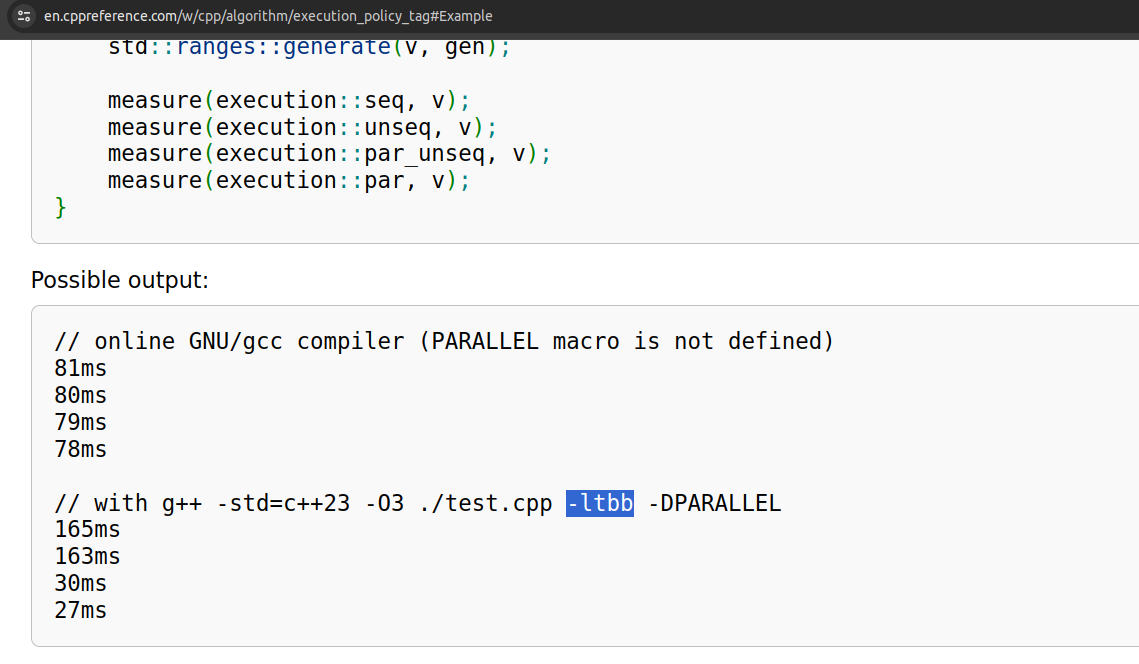 en.cppreference.com/w/cpp/algorithm/execution_policy_tag#Example
std::ranges::generate(v, gen);
measure(execution::seq, v);
measure(execution::unseq, v);
measure(execution::par_unseq, v);
measure(execution::par, v);
}
Possible output:
// online GNU/gcc compiler (PARALLEL macro is not defined)
81ms
80ms
79ms
78ms
// with g++ -std=c++23 -O3 ./test.cpp -ltbb -DPARALLEL
165ms
163ms
30ms
27ms